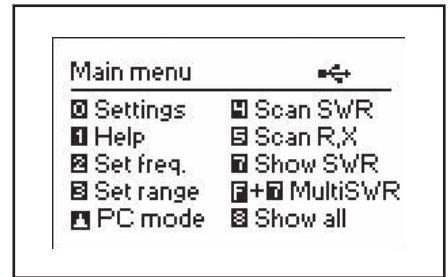 Main menu
0 Settings
1 Help
2 Set freq.
3 Set range
PC mode
4 Scan SWR
5 Scan R,X
7 Show SWR
F+7 MultiSWR
8 Show all